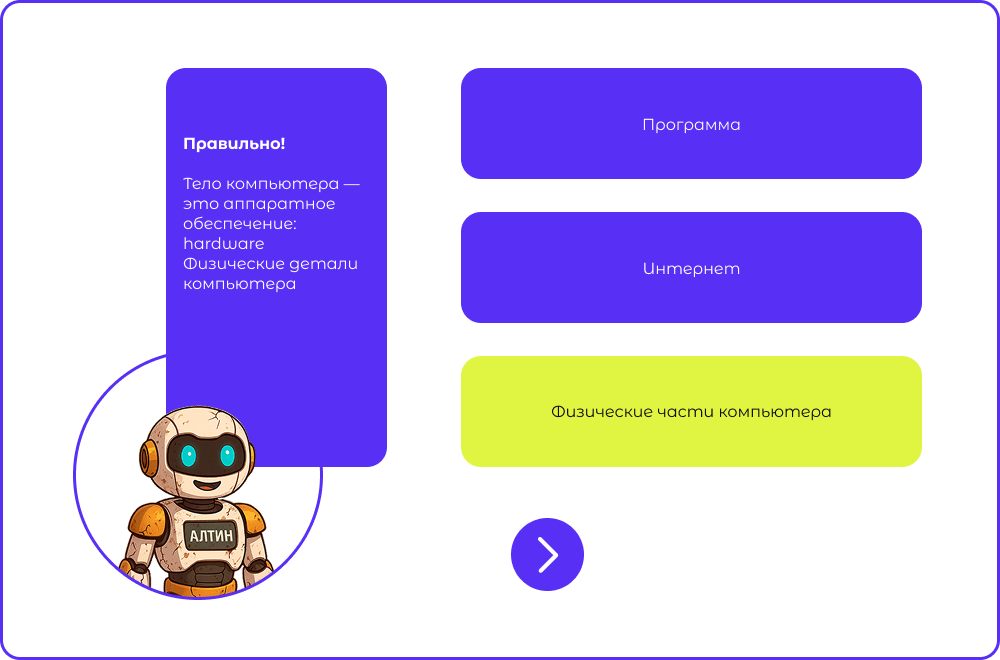 Правильно!
Тело компьютера —
это аппаратное
обеспечение:
hardware
Физические детали
компьютера
АЛТИН
Программа
Интернет
Физические части компьютера